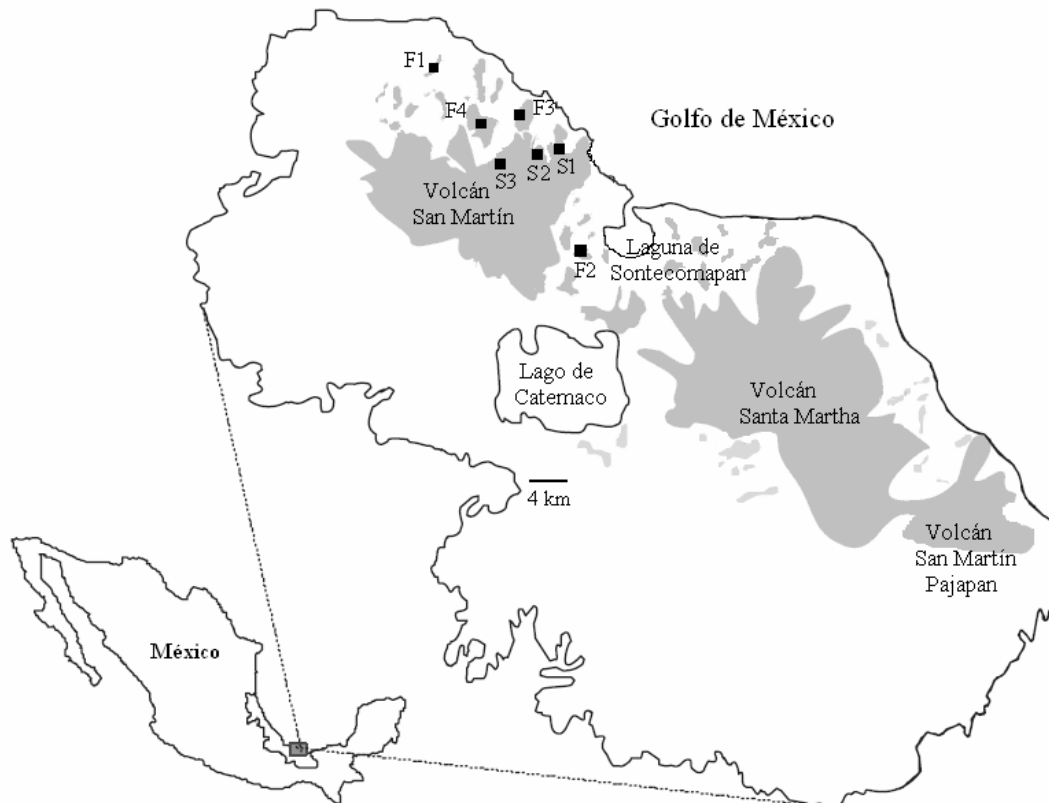 F1
F4
F3
Golfo de México
S3
S2
S1
Volcán
San Martín
F2
Laguna de
Sontecomapan
Lago de
Catemaco
Volcán
Santa Martha
4 km
Volcán
San Martín
Pajapan
México